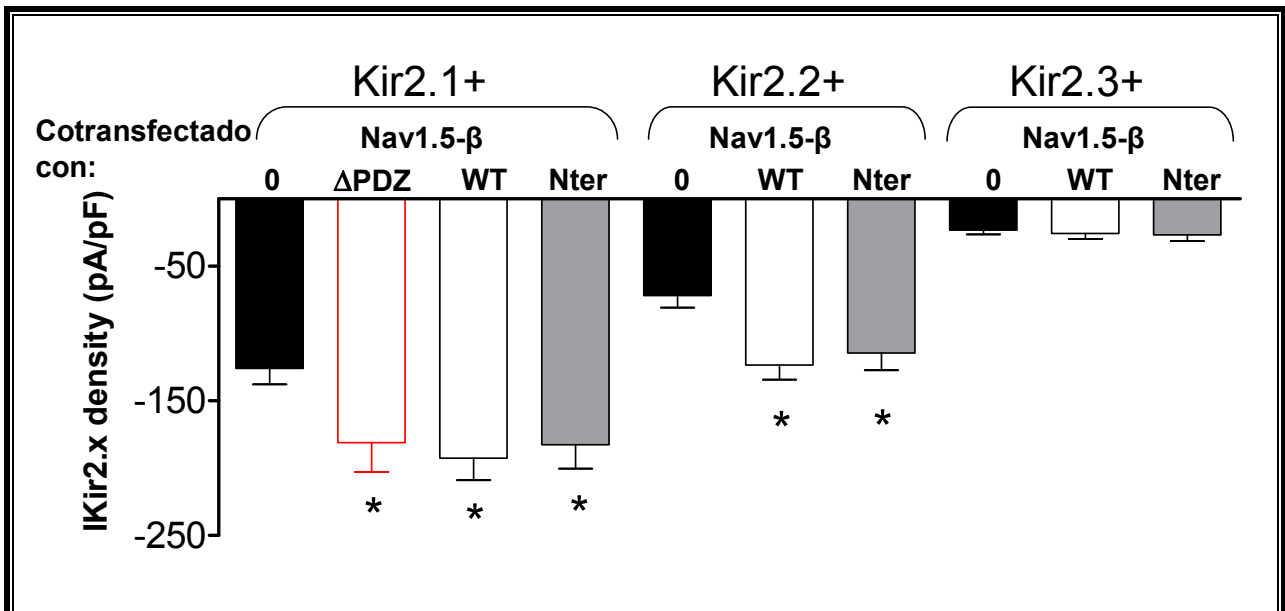 Kir2.1+ Kir2.2+ Kir2.3+
Cotransfectado con:
Nav1.5-β Nav1.5-β Nav1.5-β
0 ΔPDZ WT Nter 0 WT Nter 0 WT Nter
IKir2.x density (pA/pF)
-50
-150
-250
* * * * *